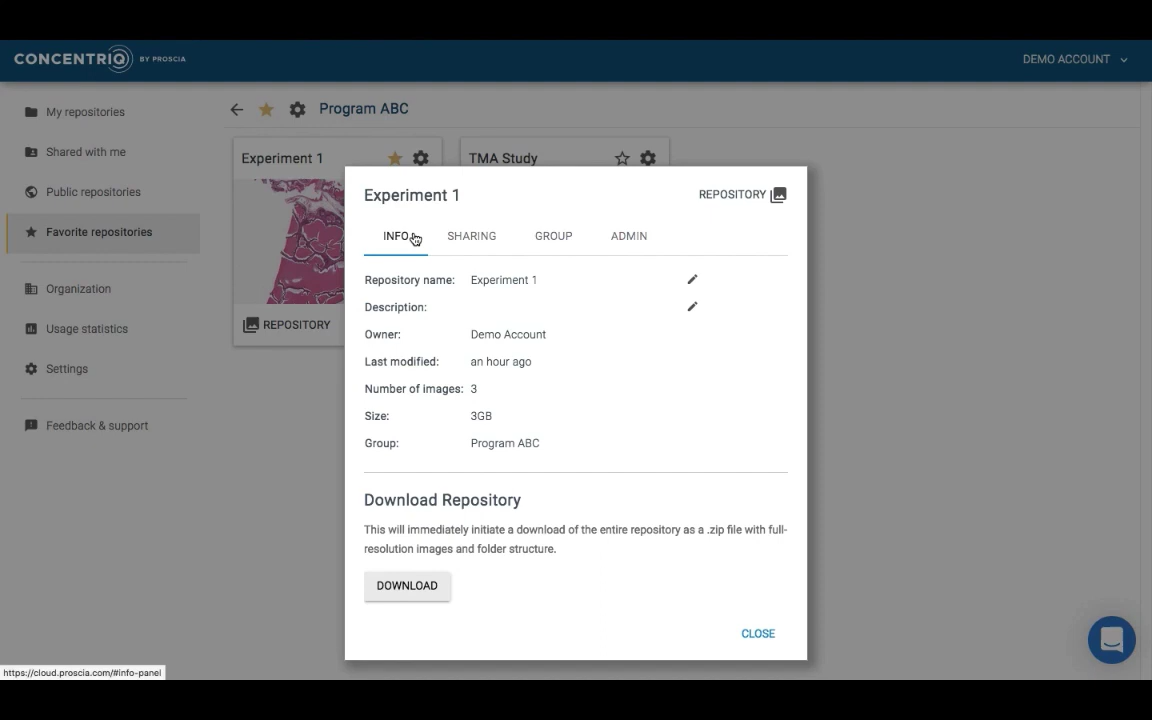 CONCENTRIQ BY PROSCIA
DEMO ACCOUNT
My repositories
Shared with me
Public repositories
Favorite repositories
Organization
Usage statistics
Settings
Feedback & support
Program ABC
Experiment 1
TMA Study
REPOSITORY
Experiment 1
REPOSITORY
INFO SHARING GROUP ADMIN
Repository name: Experiment 1
Description:
Owner: Demo Account
Last modified: an hour ago
Number of images: 3
Size: 3GB
Group: Program ABC
Download Repository
This will immediately initiate a download of the entire repository as a .zip file with full-
resolution images and folder structure.
DOWNLOAD
CLOSE
https://cloud.proscia.com/#info-panel